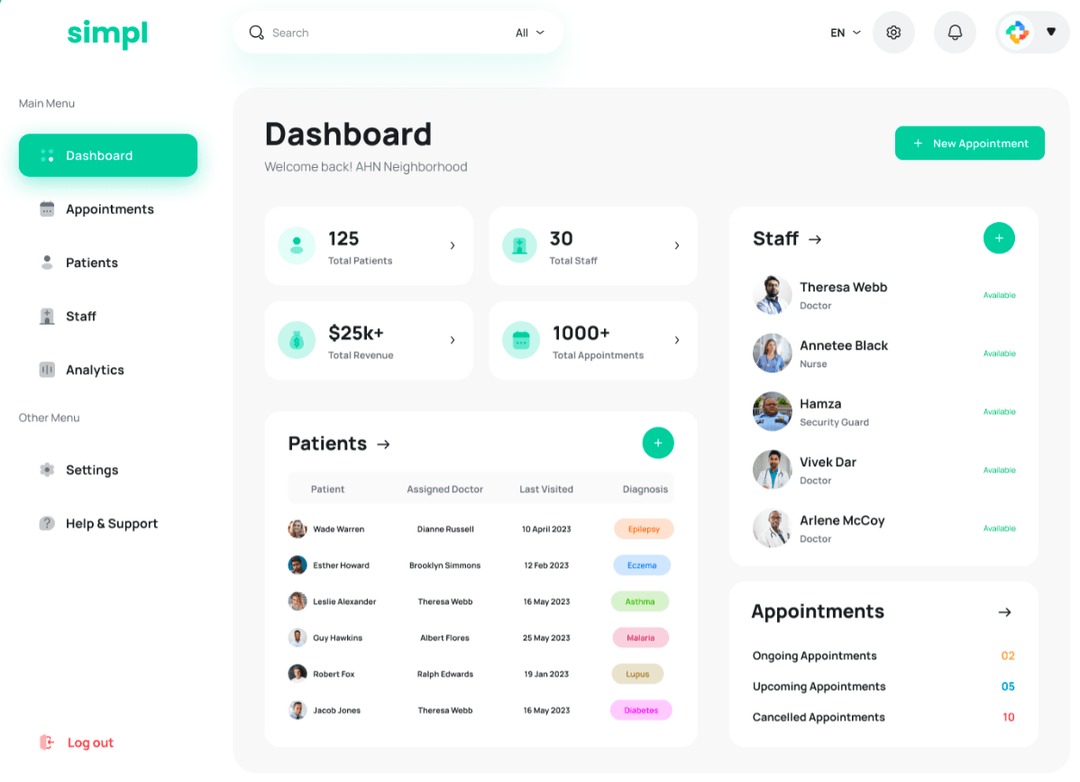 simpl
Search
All
EN
Main Menu
Dashboard
Appointments
Patients
Staff
Analytics
Other Menu
Settings
Help & Support
Log out
Dashboard
Welcome back! AHN Neighborhood
+ New Appointment
125
Total Patients
30
Total Staff
$25k+
Total Revenue
1000+
Total Appointments
Patients →
+
Patient Assigned Doctor Last Visited Diagnosis
Wade Warren Dianne Russell 10 April 2023 Epilepsy
Esther Howard Brooklyn Simmons 12 Feb 2023 Eczema
Leslie Alexander Theresa Webb 16 May 2023 Asthma
Guy Hawkins Albert Flores 25 May 2023 Malaria
Robert Fox Ralph Edwards 19 Jan 2023 Lupus
Jacob Jones Theresa Webb 16 May 2023 Diabetes
Staff →
+
Theresa Webb
Doctor
Available
Annetee Black
Nurse
Available
Hamza
Security Guard
Available
Vivek Dar
Doctor
Available
Arlene McCoy
Doctor
Available
Appointments →
Ongoing Appointments 02
Upcoming Appointments 05
Cancelled Appointments 10